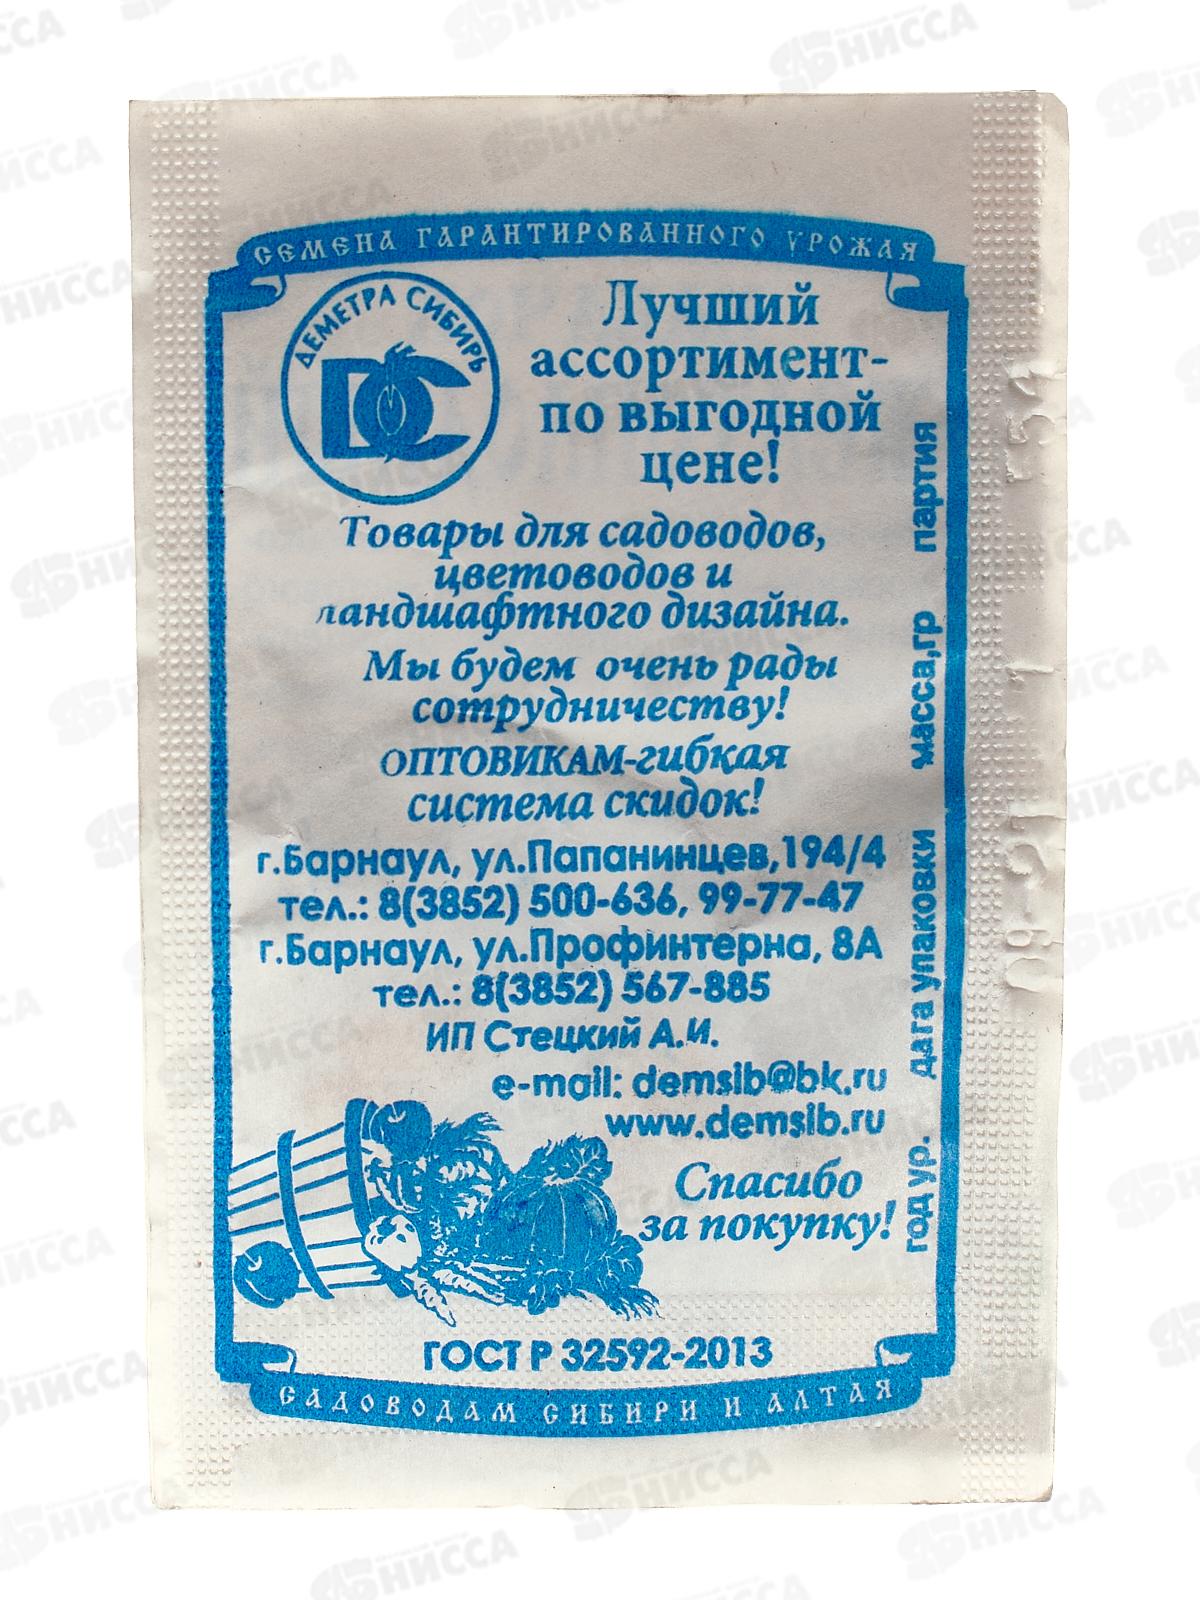 СЕМЕНА ГАРАНТИРОВАННОГО УРОЖАЯ
ДЕМЕТРА СИБИРЬ
ДС
Лучший
ассортимент-
по выгодной
цене!
Товары для садоводов,
цветоводов и
ландшафтного дизайна.
Мы будем очень рады
сотрудничеству!
ОПТОВИКАМ-гибкая
система скидок!
г.Барнаул, ул.Папанинцев,194/4
тел.: 8(3852) 500-636, 99-77-47
г.Барнаул, ул.Профинтерна, 8А
тел.: 8(3852) 567-885
ИП Стецкий А.И.
e-mail: demsib@bk.ru
www.demsib.ru
Спасибо
за покупку!
год ур. дата упаковки масса,гр партия
ГОСТ Р 32592-2013
САДОВОДАМ СИБИРИ И АЛТАЯ
НИССА